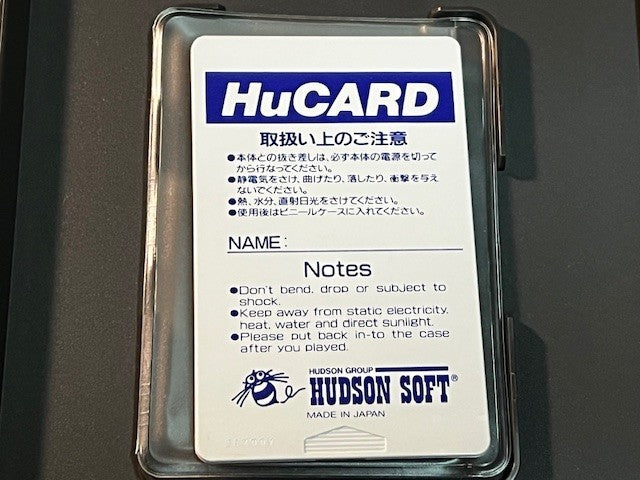 HuCARD
取扱い上のご注意
●本体との抜き差しは、必ず本体の電源を切って
から行なってください。
●静電気をさけ、曲げたり、落したり、衝撃を与え
ないでください。
●熱、水分、直射日光をさけてください。
●使用後はビニールケースに入れてください。
NAME:
Notes
●Don't bend, drop or subject to
shock.
●Keep away from static electricity,
heat, water and direct sunlight.
●Please put back in-to the case
after you played.
HUDSON GROUP
HUDSON SOFT®
MADE IN JAPAN